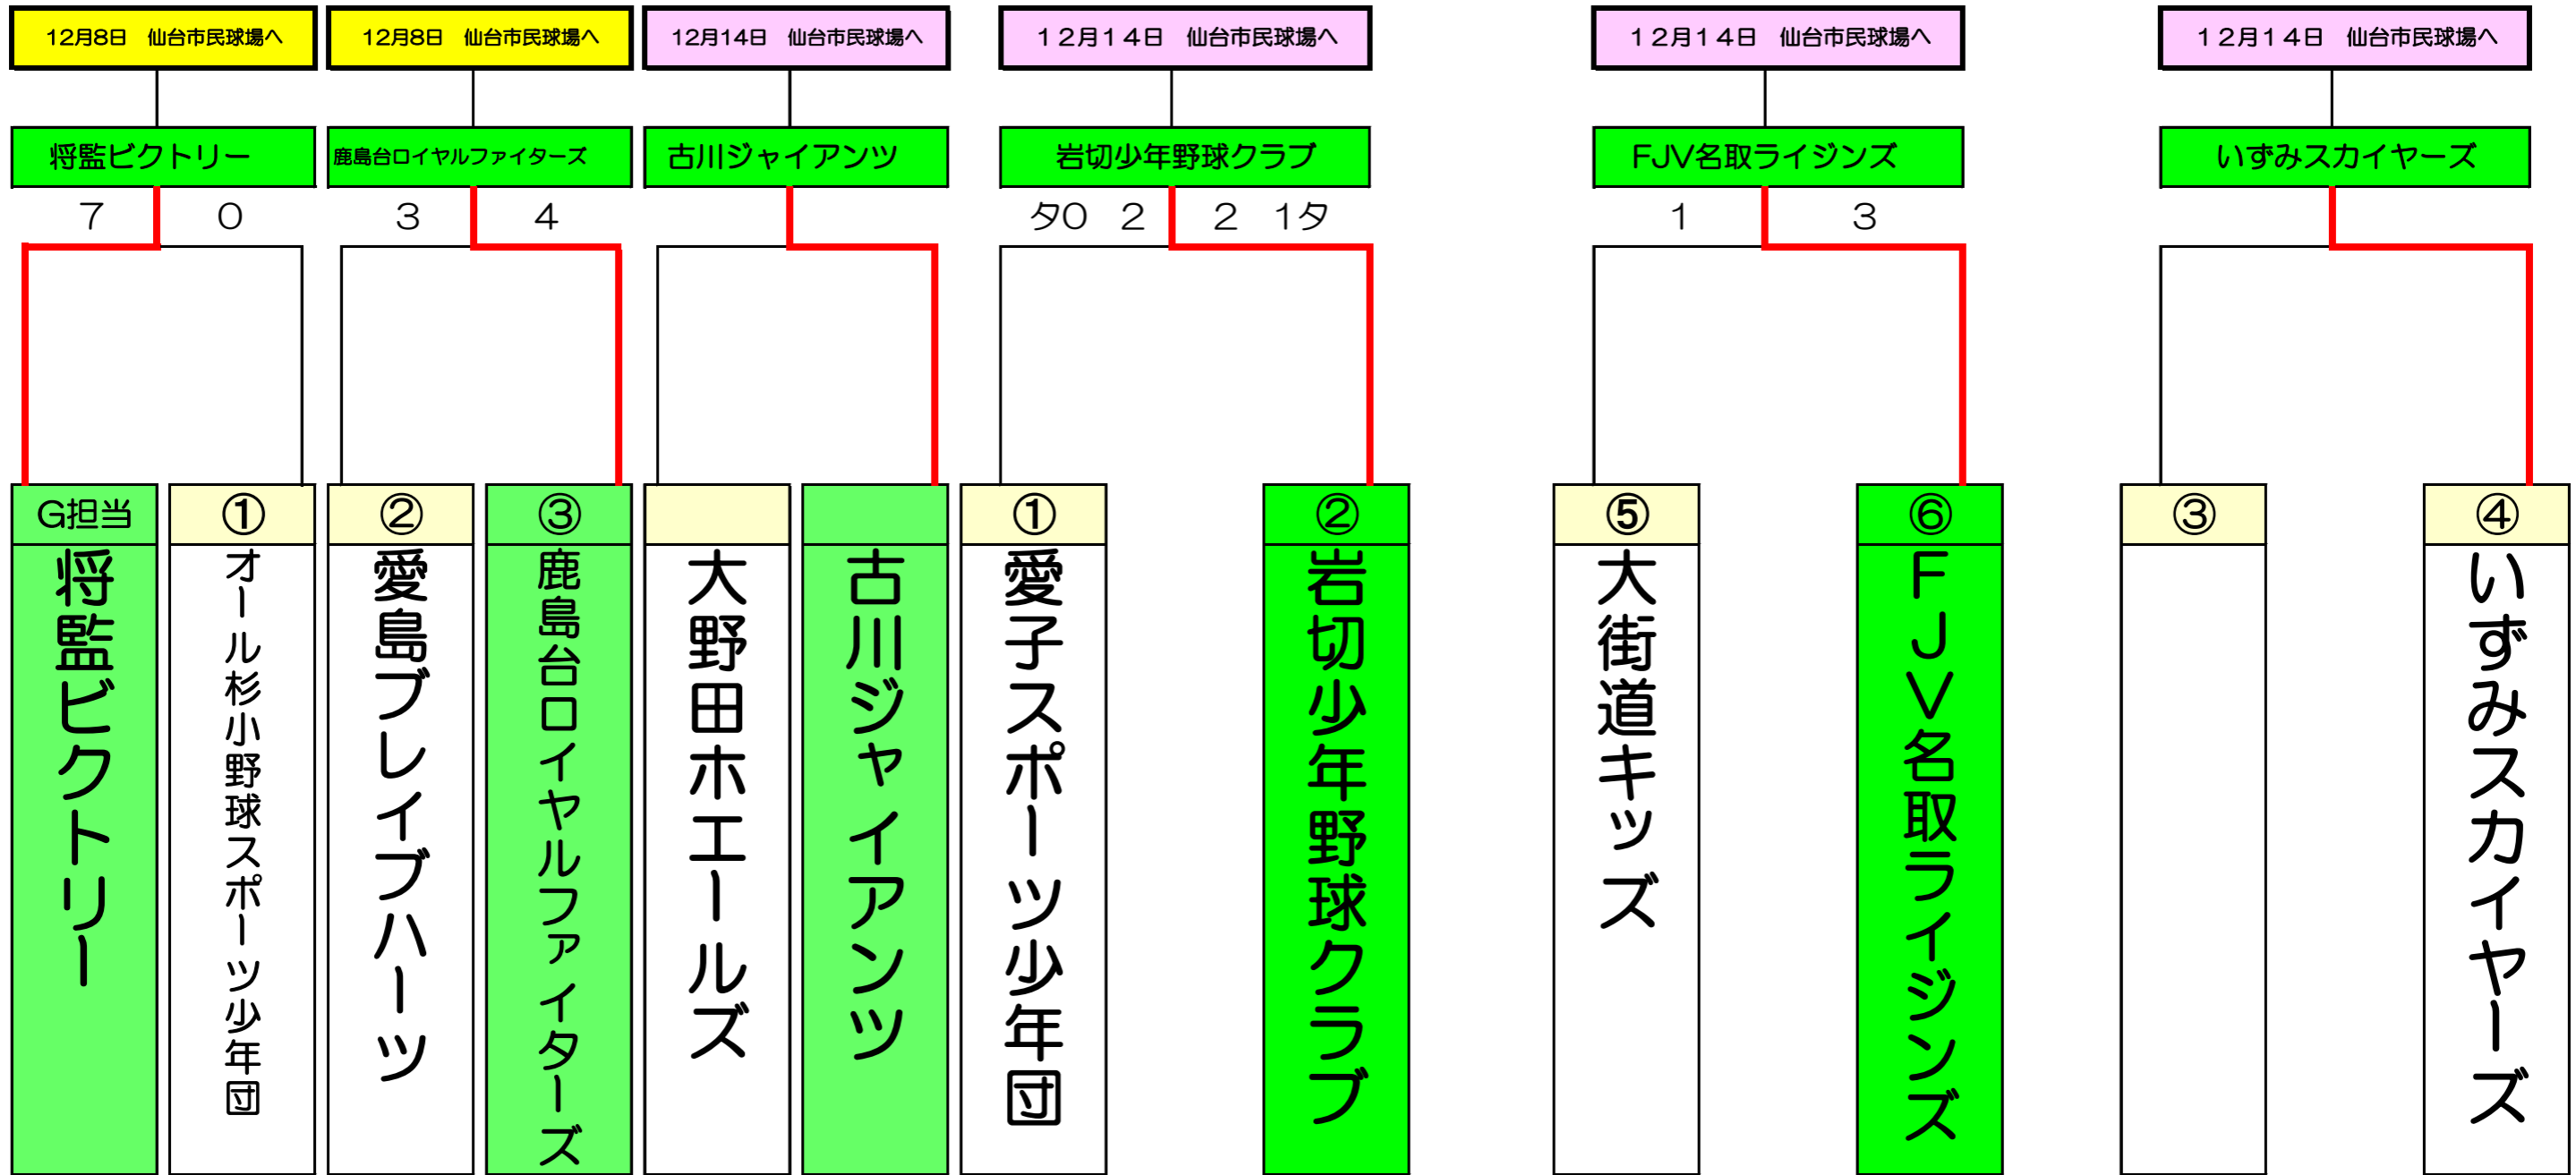 12月8日　仙台市民球場へ
12月8日　仙台市民球場へ
12月14日　仙台市民球場へ
１２月１４日　仙台市民球場へ
１２月１４日　仙台市民球場へ
１２月１４日　仙台市民球場へ
将監ビクトリー
鹿島台ロイヤルファイターズ
古川ジャイアンツ
岩切少年野球クラブ
FJV名取ライジンズ
いずみスカイヤーズ
7　0
3　4
タ0　2　2　1タ
1　3
G担当
①
②
③
①
②
⑤
⑥
③
④
将監ビクトリー
オール杉小野球スポーツ少年団
愛島ブレイブハーツ
鹿島台ロイヤルファイターズ
大野田ホエールズ
古川ジャイアンツ
愛子スポーツ少年団
岩切少年野球クラブ
大街道キッズ
ＦＪＶ名取ライジンズ
いずみスカイヤーズ